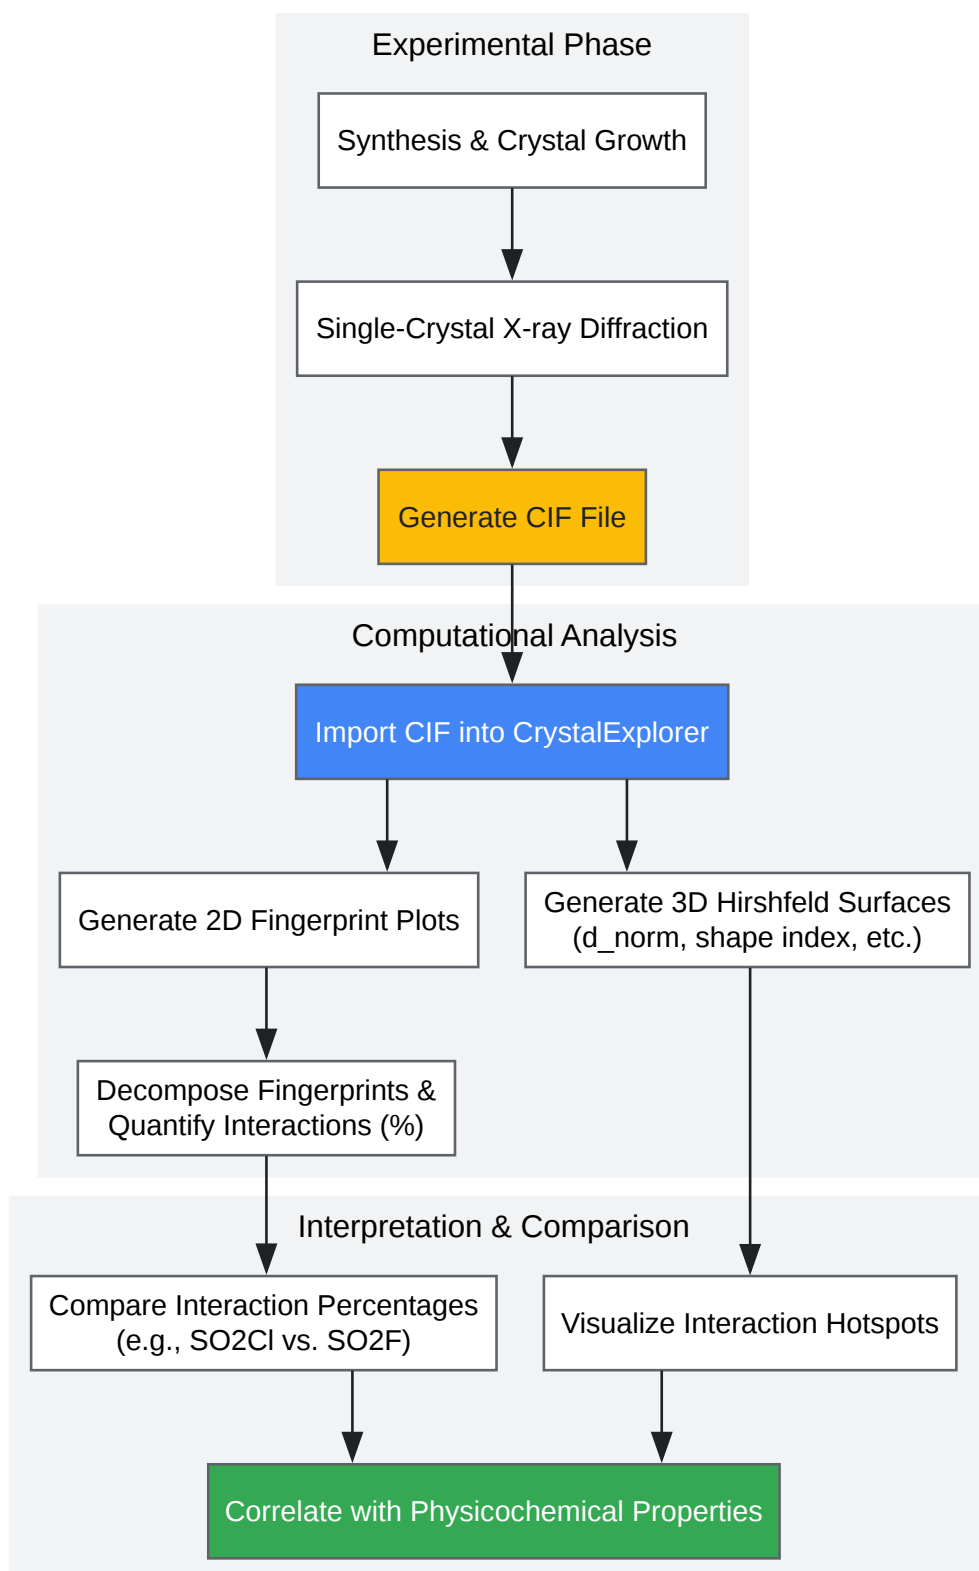 Experimental Phase
Synthesis & Crystal Growth
Single-Crystal X-ray Diffraction
Generate CIF File
Computational Analysis
Import CIF into CrystalExplorer
Generate 2D Fingerprint Plots
Generate 3D Hirshfeld Surfaces
(d_norm, shape index, etc.)
Decompose Fingerprints &
Quantify Interactions (%)
Interpretation & Comparison
Compare Interaction Percentages
(e.g., SO2Cl vs. SO2F)
Visualize Interaction Hotspots
Correlate with Physicochemical Properties